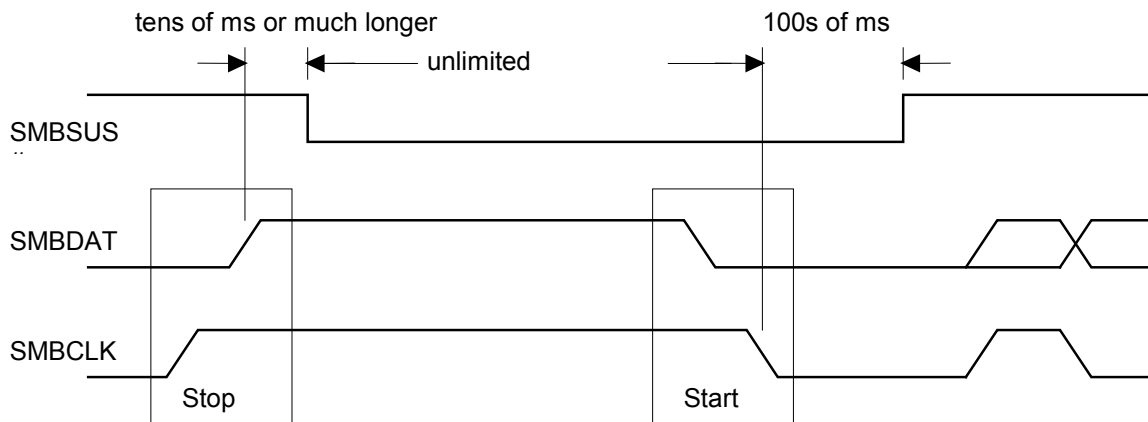 tens of ms or much longer
100s of ms
unlimited
SMBSUS
SMBDAT
SMBCLK
Stop
Start